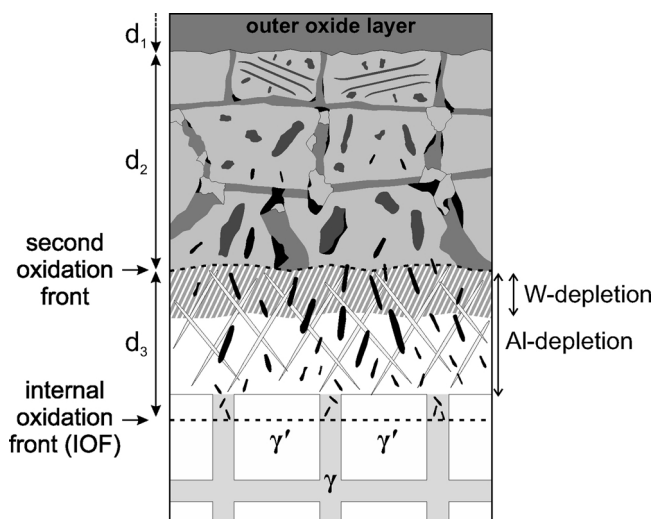 outer oxide layer
d1
d2
second
oxidation
front
W-depletion
Al-depletion
d3
internal
oxidation
front (IOF)
γ′
γ′
γ